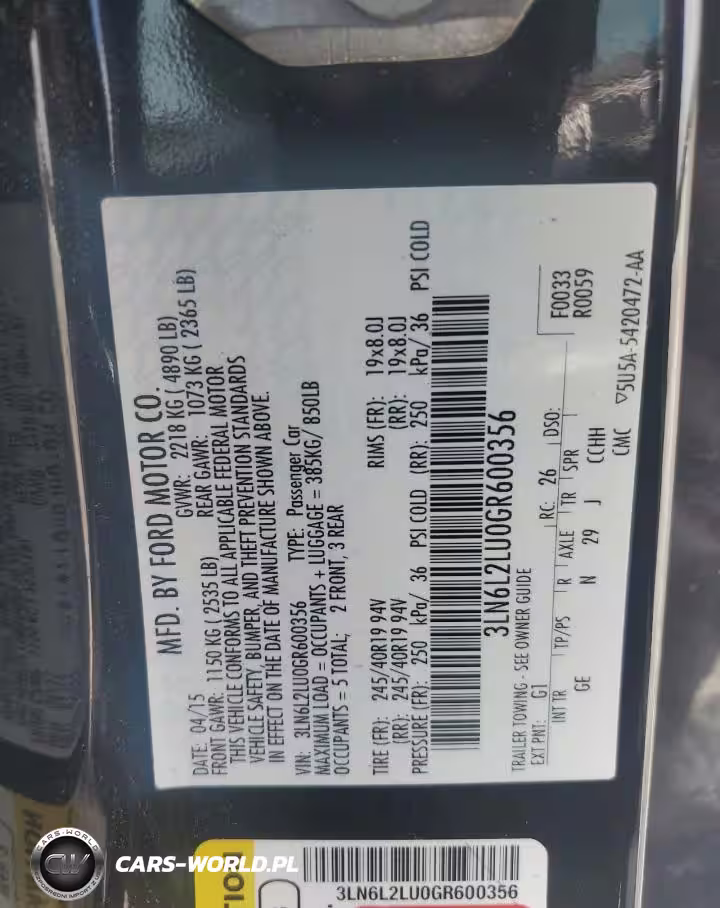 MFD. BY FORD MOTOR CO.
DATE: 04/15 GVWR: 2218 KG ( 4890 LB)
FRONT GAWR: 1150 KG ( 2535 LB) REAR GAWR: 1073 KG ( 2365 LB)
THIS VEHICLE CONFORMS TO ALL APPLICABLE FEDERAL MOTOR
VEHICLE SAFETY, BUMPER, AND THEFT PREVENTION STANDARDS
IN EFFECT ON THE DATE OF MANUFACTURE SHOWN ABOVE.
VIN: 3LN6L2LU0GR600356 TYPE: Passenger Car
MAXIMUM LOAD = OCCUPANTS + LUGGAGE = 385KG/ 850LB
OCCUPANTS = 5 TOTAL; 2 FRONT, 3 REAR
TIRE (FR): 245/40R19 94V RIMS (FR): 19x8.0J
(RR): 245/40R19 94V (RR): 19x8.0J
PRESSURE (FR): 250 kPa/ 36 PSI COLD (RR): 250 kPa/ 36 PSI COLD
3LN6L2LU0GR600356
TRAILER TOWING - SEE OWNER GUIDE
EXT PNT: G1 RC: 26 DSO: F0033
R0059
INT TR TP/PS R AXLE TR SPR
GE N 29 J CCHH
CMC ▽5U5A-5420472-AA
3LN6L2LU0GR600356
CARS-WORLD
CW
CARS-WORLD.PL